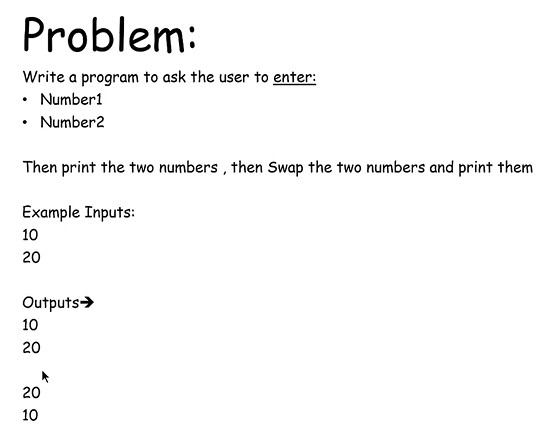 Problem:
Write a program to ask the user to enter:
• Number1
• Number2
Then print the two numbers , then Swap the two numbers and print them
Example Inputs:
10
20
Outputs➔
10
20
20
10